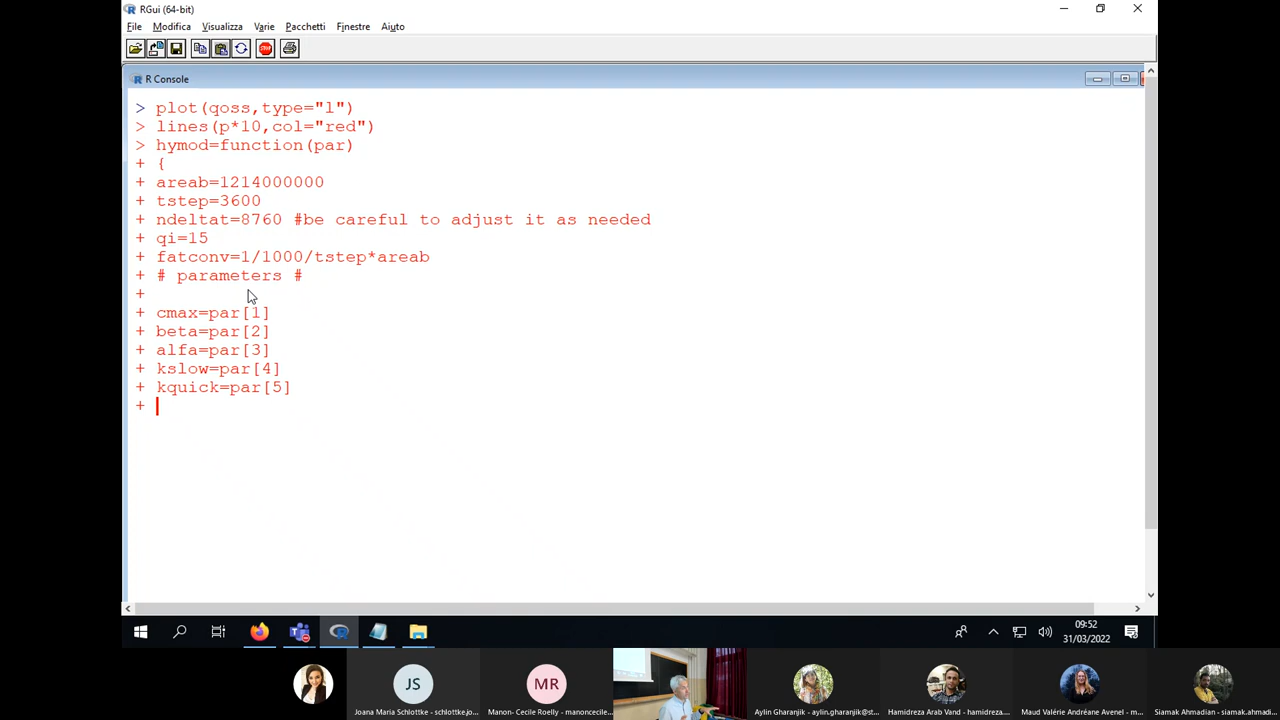 RGui (64-bit)
File Modifica Visualizza Varie Pacchetti Finestre Aiuto
STOP
R Console
> plot(qoss,type="l")
> lines(p*10,col="red")
> hymod=function(par)
+ {
+ areab=1214000000
+ tstep=3600
+ ndeltat=8760 #be careful to adjust it as needed
+ qi=15
+ fatconv=1/1000/tstep*areab
+ # parameters #
+
+ cmax=par[1]
+ beta=par[2]
+ alfa=par[3]
+ kslow=par[4]
+ kquick=par[5]
+
09:52
31/03/2022
JS
MR
Joana Maria Schlottke - schlottke.jo...
Manon- Cecile Roelly - manoncecile...
Aylin Gharanjik - aylin.gharanjik@st...
Hamidreza Arab Vand - hamidreza....
Maud Valérie Andréane Avenel - m...
Siamak Ahmadian - siamak.ahmadi...